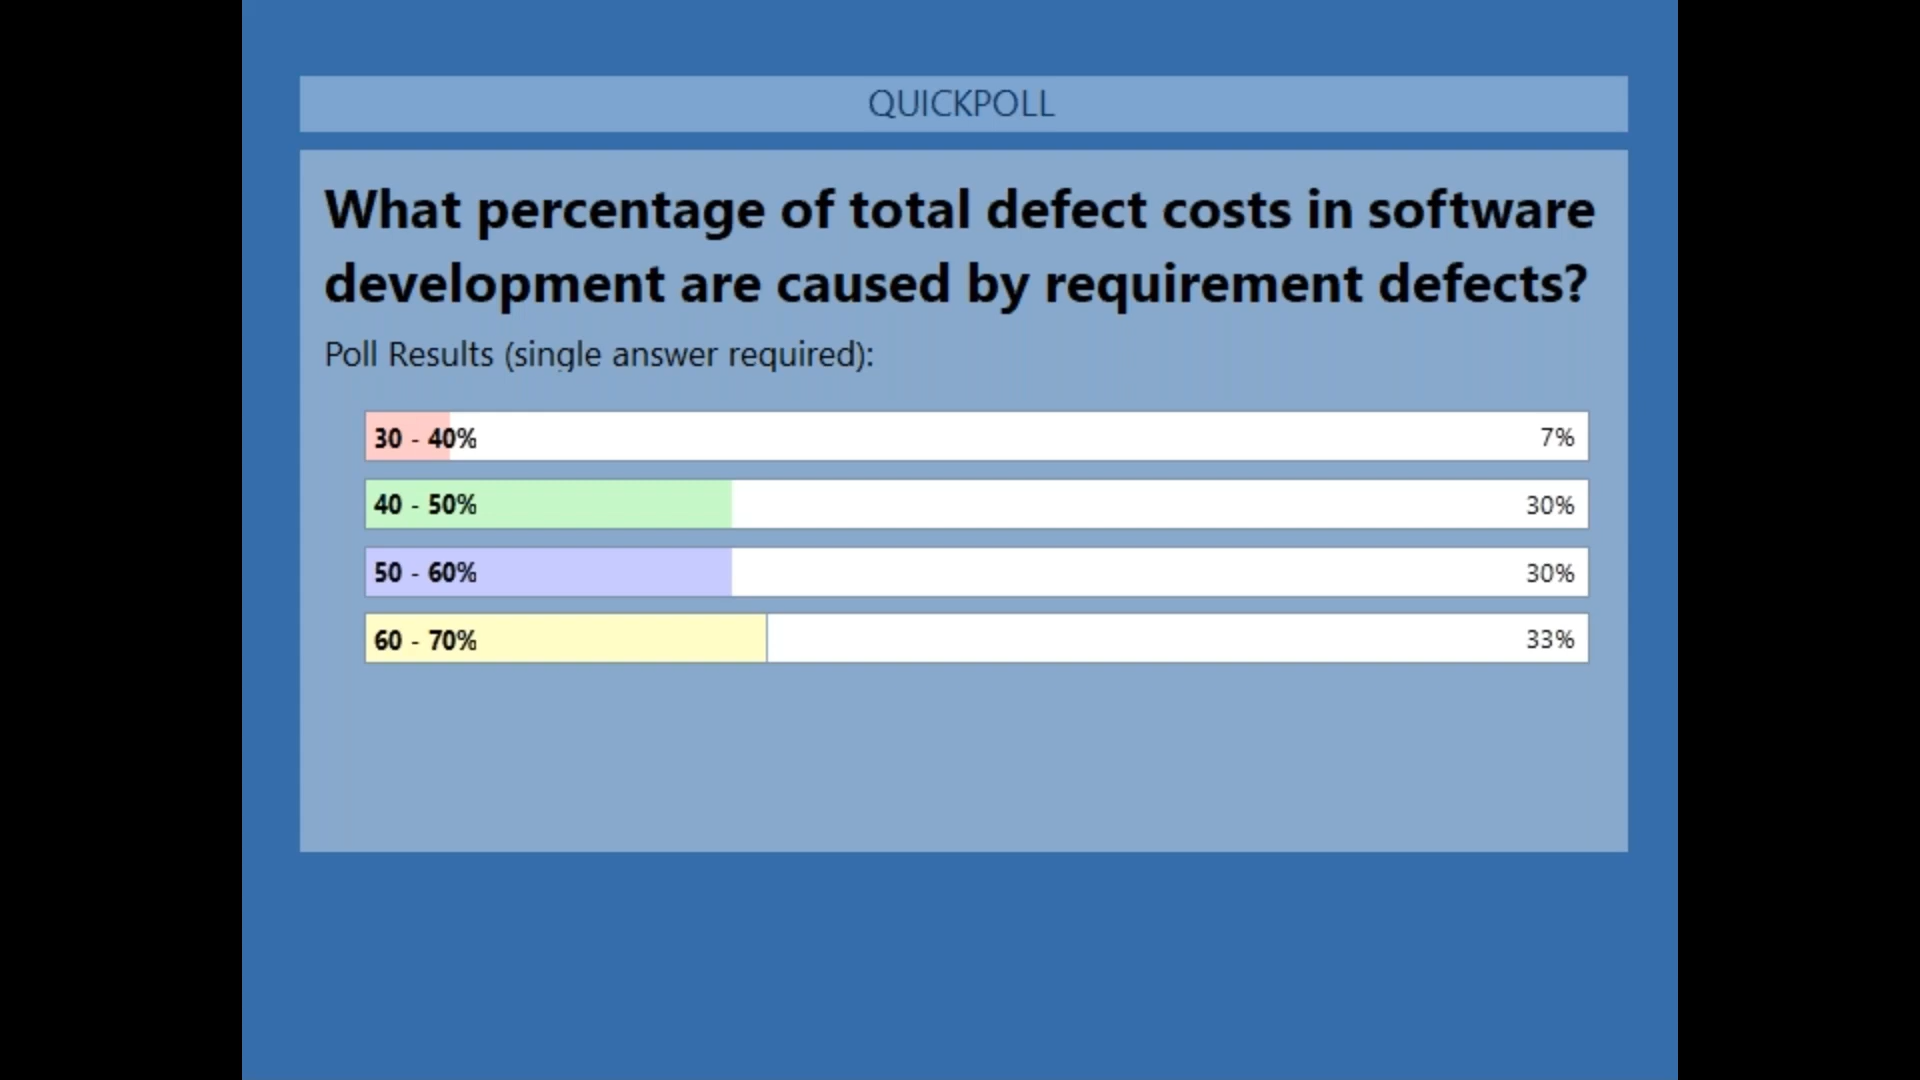 QUICKPOLL
What percentage of total defect costs in software
development are caused by requirement defects?
Poll Results (single answer required):
30 - 40% 7%
40 - 50% 30%
50 - 60% 30%
60 - 70% 33%